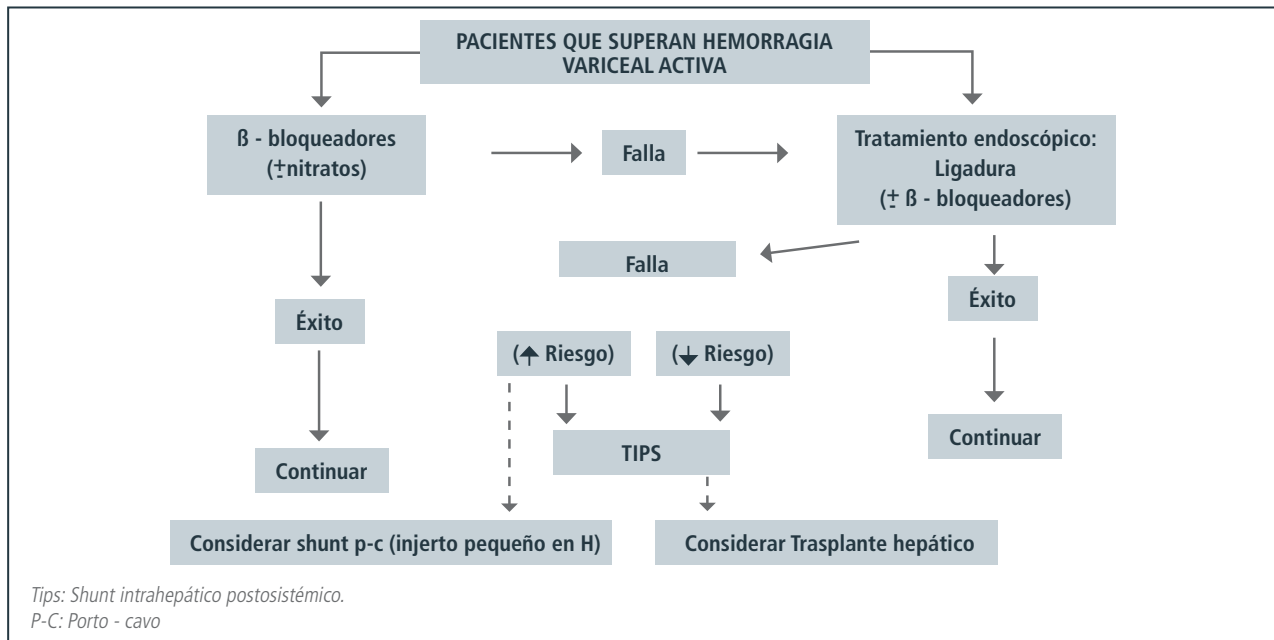 PACIENTES QUE SUPERAN HEMORRAGIA
VARICEAL ACTIVA
ß - bloqueadores
(±nitratos)
Falla
Tratamiento endoscópico:
Ligadura
(± ß - bloqueadores)
Falla
Éxito
Éxito
(↑ Riesgo)
(↓ Riesgo)
Continuar
TIPS
Continuar
Considerar shunt p-c (injerto pequeño en H)
Considerar Trasplante hepático
Tips: Shunt intrahepático postosistémico.
P-C: Porto - cavo